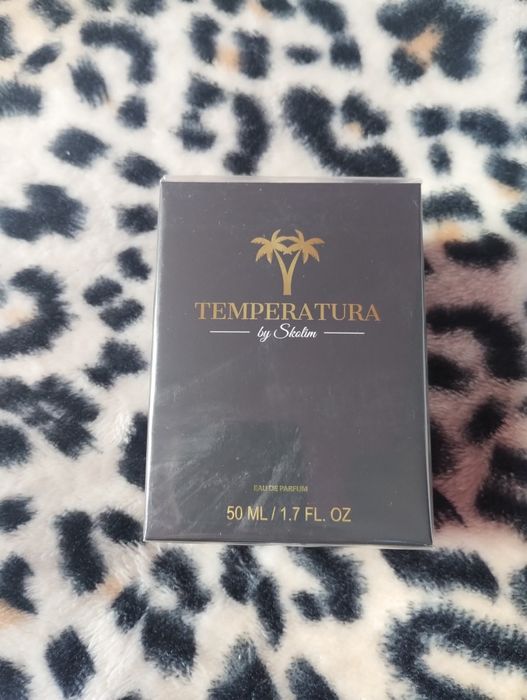 TEMPERATURA
by Skolim
EAU DE PARFUM
50 ML / 1.7 FL. OZ